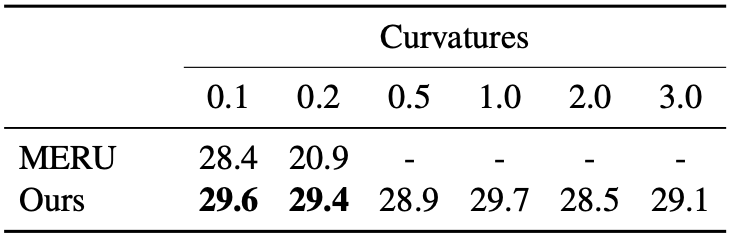 Curvatures
0.1 0.2 0.5 1.0 2.0 3.0
MERU 28.4 20.9 - - - -
Ours 29.6 29.4 28.9 29.7 28.5 29.1